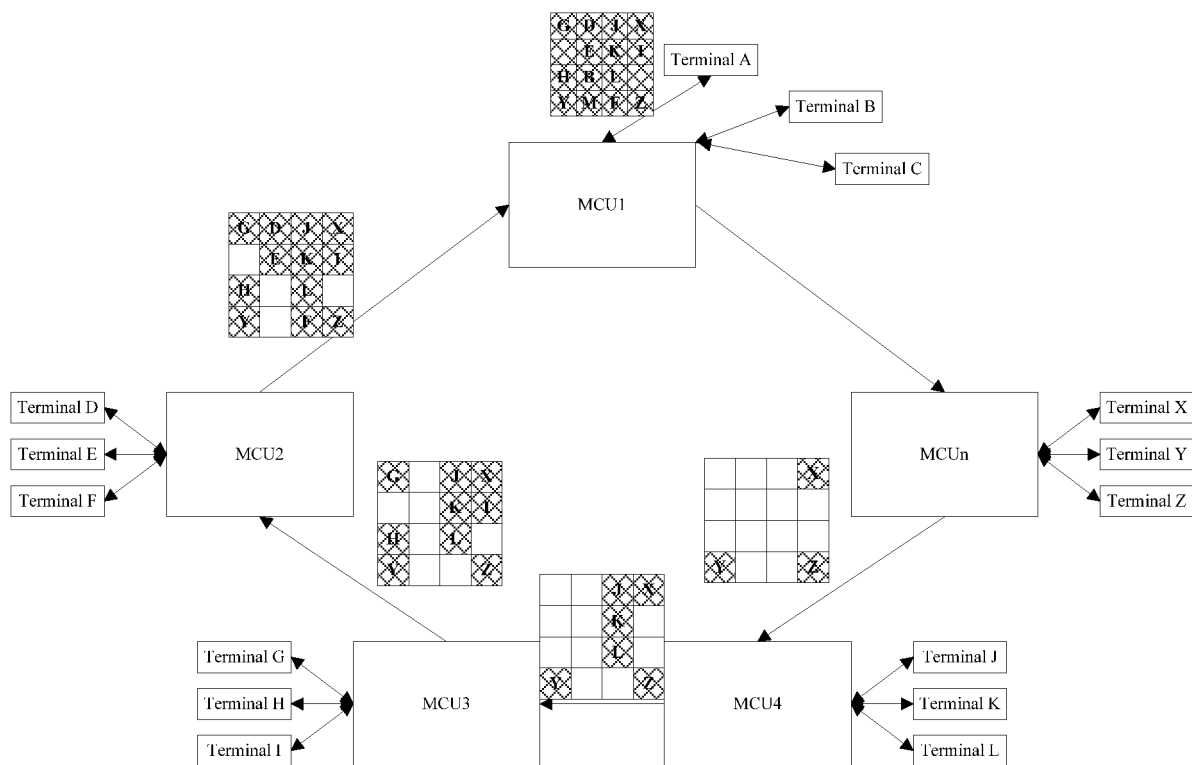 G D J X
E K I
H B L
Y M F Z
Terminal A
Terminal B
Terminal C
MCU1
G D J X
E K I
H L
Y F Z
Terminal D
Terminal E
Terminal F
MCU2
G J X
K I
H L
Y Z
X
Y Z
MCUn
Terminal X
Terminal Y
Terminal Z
J X
K
L
Y Z
Terminal G
Terminal H
Terminal I
MCU3
MCU4
Terminal J
Terminal K
Terminal L